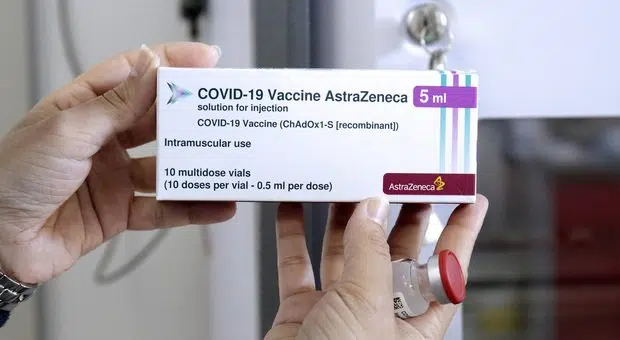 COVID-19 Vaccine AstraZeneca 5 ml
solution for injection
COVID-19 Vaccine (ChAdOx1-S [recombinant])
Intramuscular use
10 multidose vials
(10 doses per vial - 0.5 ml per dose)
AstraZeneca